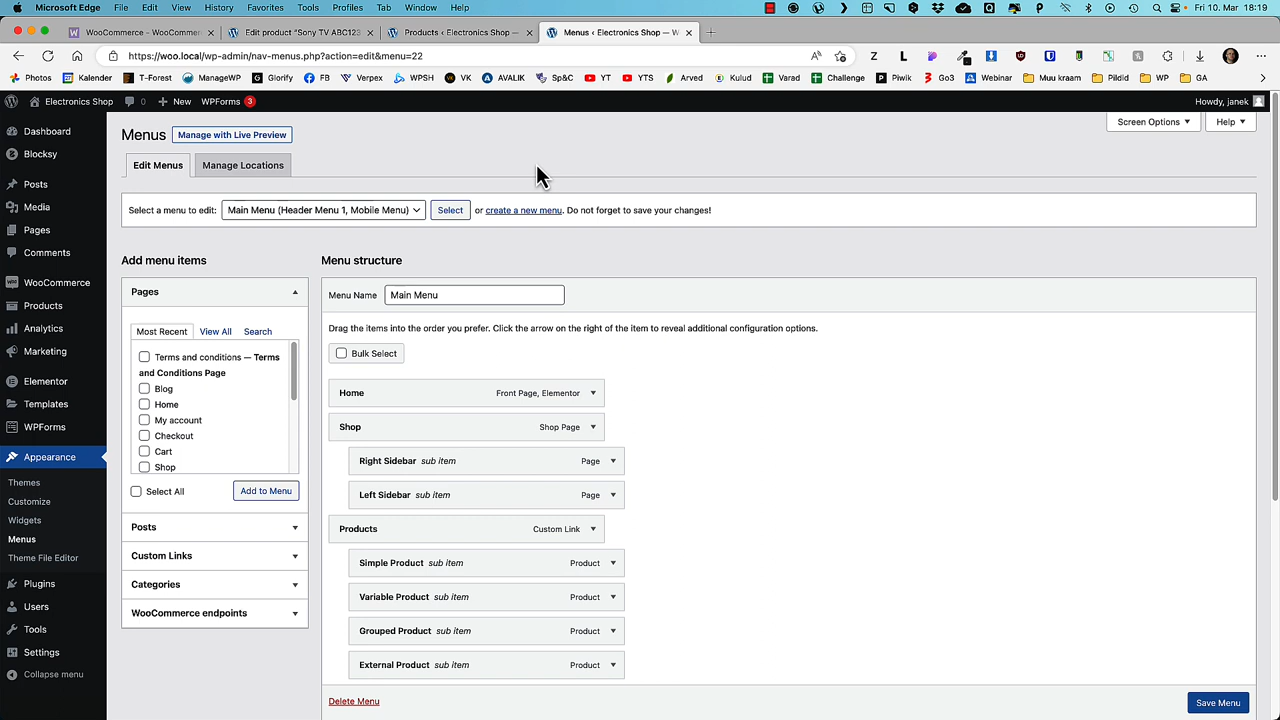 Microsoft Edge File Edit View History Favorites Tools Profiles Tab Window Help Fri 10. Mar 18:19
WooCommerce - WooComme Edit product "Sony TV ABC123 Products ‹ Electronics Shop — Menus ‹ Electronics Shop — W
https://woo.local/wp-admin/nav-menus.php?action=edit&menu=22
Photos Kalender T-Forest ManageWP Glorify FB Verpex WPSH VK AVALIK Sp&C YT YTS Arved Kulud Varad Challenge Piwik Go3 Webinar Muu kraam Pildid WP GA
Electronics Shop 0 New WPForms 3 Howdy, janek
Screen Options Help
Menus Manage with Live Preview
Edit Menus Manage Locations
Select a menu to edit: Main Menu (Header Menu 1, Mobile Menu) Select or create a new menu. Do not forget to save your changes!
Dashboard
Blocksy
Posts
Media
Pages
Comments
WooCommerce
Products
Analytics
Marketing
Elementor
Templates
WPForms
Appearance
Themes
Customize
Widgets
Menus
Theme File Editor
Plugins
Users
Tools
Settings
Collapse menu
Add menu items
Pages
Most Recent View All Search
Terms and conditions — Terms
and Conditions Page
Blog
Home
My account
Checkout
Cart
Shop
Select All Add to Menu
Posts
Custom Links
Categories
WooCommerce endpoints
Menu structure
Menu Name Main Menu
Drag the items into the order you prefer. Click the arrow on the right of the item to reveal additional configuration options.
Bulk Select
Home Front Page, Elementor
Shop Shop Page
Right Sidebar sub item Page
Left Sidebar sub item Page
Products Custom Link
Simple Product sub item Product
Variable Product sub item Product
Grouped Product sub item Product
External Product sub item Product
Delete Menu Save Menu